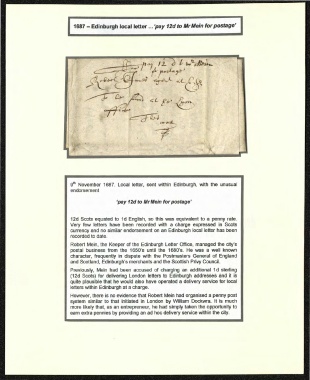 1687 – Edinburgh local letter ... 'pay 12d to Mr Mein for postage'
pay 12 d to mr Mein
for postage
9th November 1687. Local letter, sent within Edinburgh, with the unusual
endorsement
'pay 12d to Mr Mein for postage'
12d Scots equated to 1d English, so this was equivalent to a penny rate.
Very few letters have been recorded with a charge expressed in Scots
currency and no similar endorsement on an Edinburgh local letter has been
recorded to date.
Robert Mein, the Keeper of the Edinburgh Letter Office, managed the city's
postal business from the 1650's until the 1680's. He was a well known
character, frequently in dispute with the Postmasters General of England
and Scotland, Edinburgh's merchants and the Scottish Privy Council.
Previously, Mein had been accused of charging an additional 1d sterling
(12d Scots) for delivering London letters to Edinburgh addresses and it is
quite plausible that he would also have operated a delivery service for local
letters within Edinburgh at a charge.
However, there is no evidence that Robert Mein had organised a penny post
system similar to that initiated in London by William Dockwra. It is much
more likely that, as an entrepreneur, he had simply taken the opportunity to
earn extra pennies by providing an ad hoc delivery service within the city.